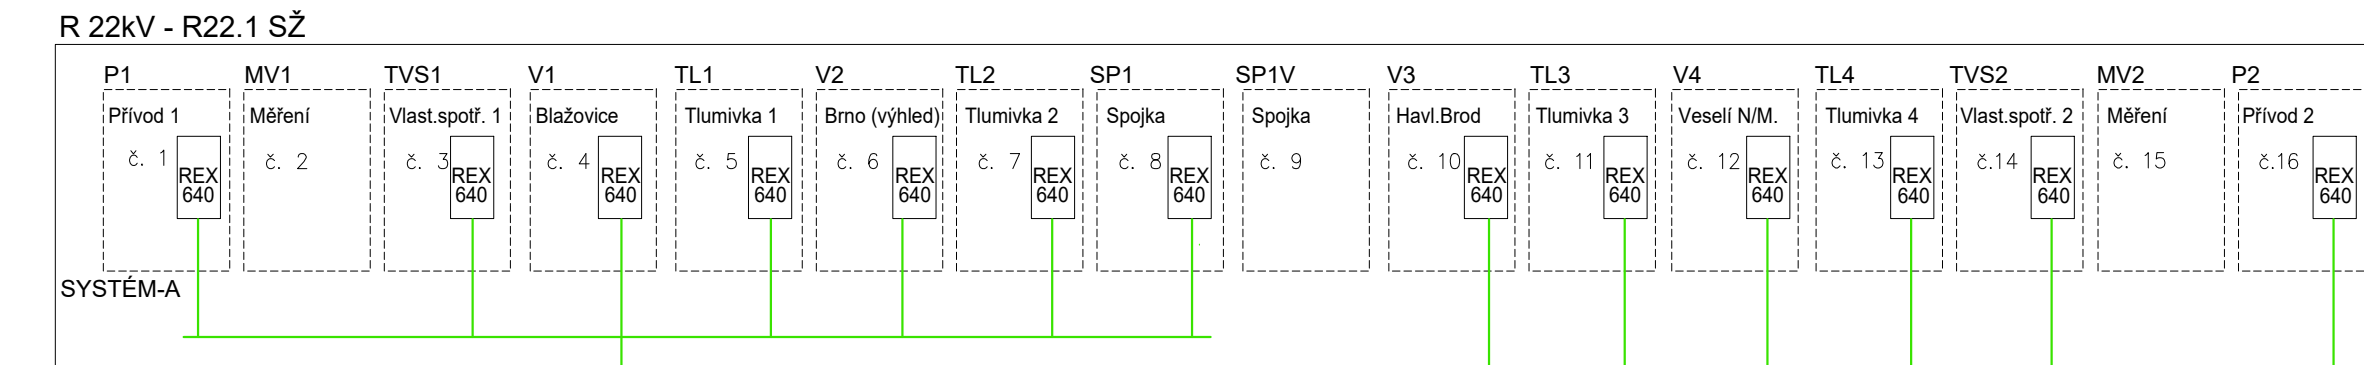 R 22kV - R22.1 SŽ
P1 MV1 TVS1 V1 TL1 V2 TL2 SP1 SP1V V3 TL3 V4 TL4 TVS2 MV2 P2
Přívod 1 Měření Vlast.spotř. 1 Blažovice Tlumivka 1 Brno (výhled) Tlumivka 2 Spojka Spojka Havl.Brod Tlumivka 3 Veselí N/M. Tlumivka 4 Vlast.spotř. 2 Měření Přívod 2
č. 1 č. 2 č. 3 č. 4 č. 5 č. 6 č. 7 č. 8 č. 9 č. 10 č. 11 č. 12 č. 13 č.14 č. 15 č.16
REX REX REX REX REX REX REX REX REX REX REX REX REX
640 640 640 640 640 640 640 640 640 640 640 640 640
SYSTÉM-A